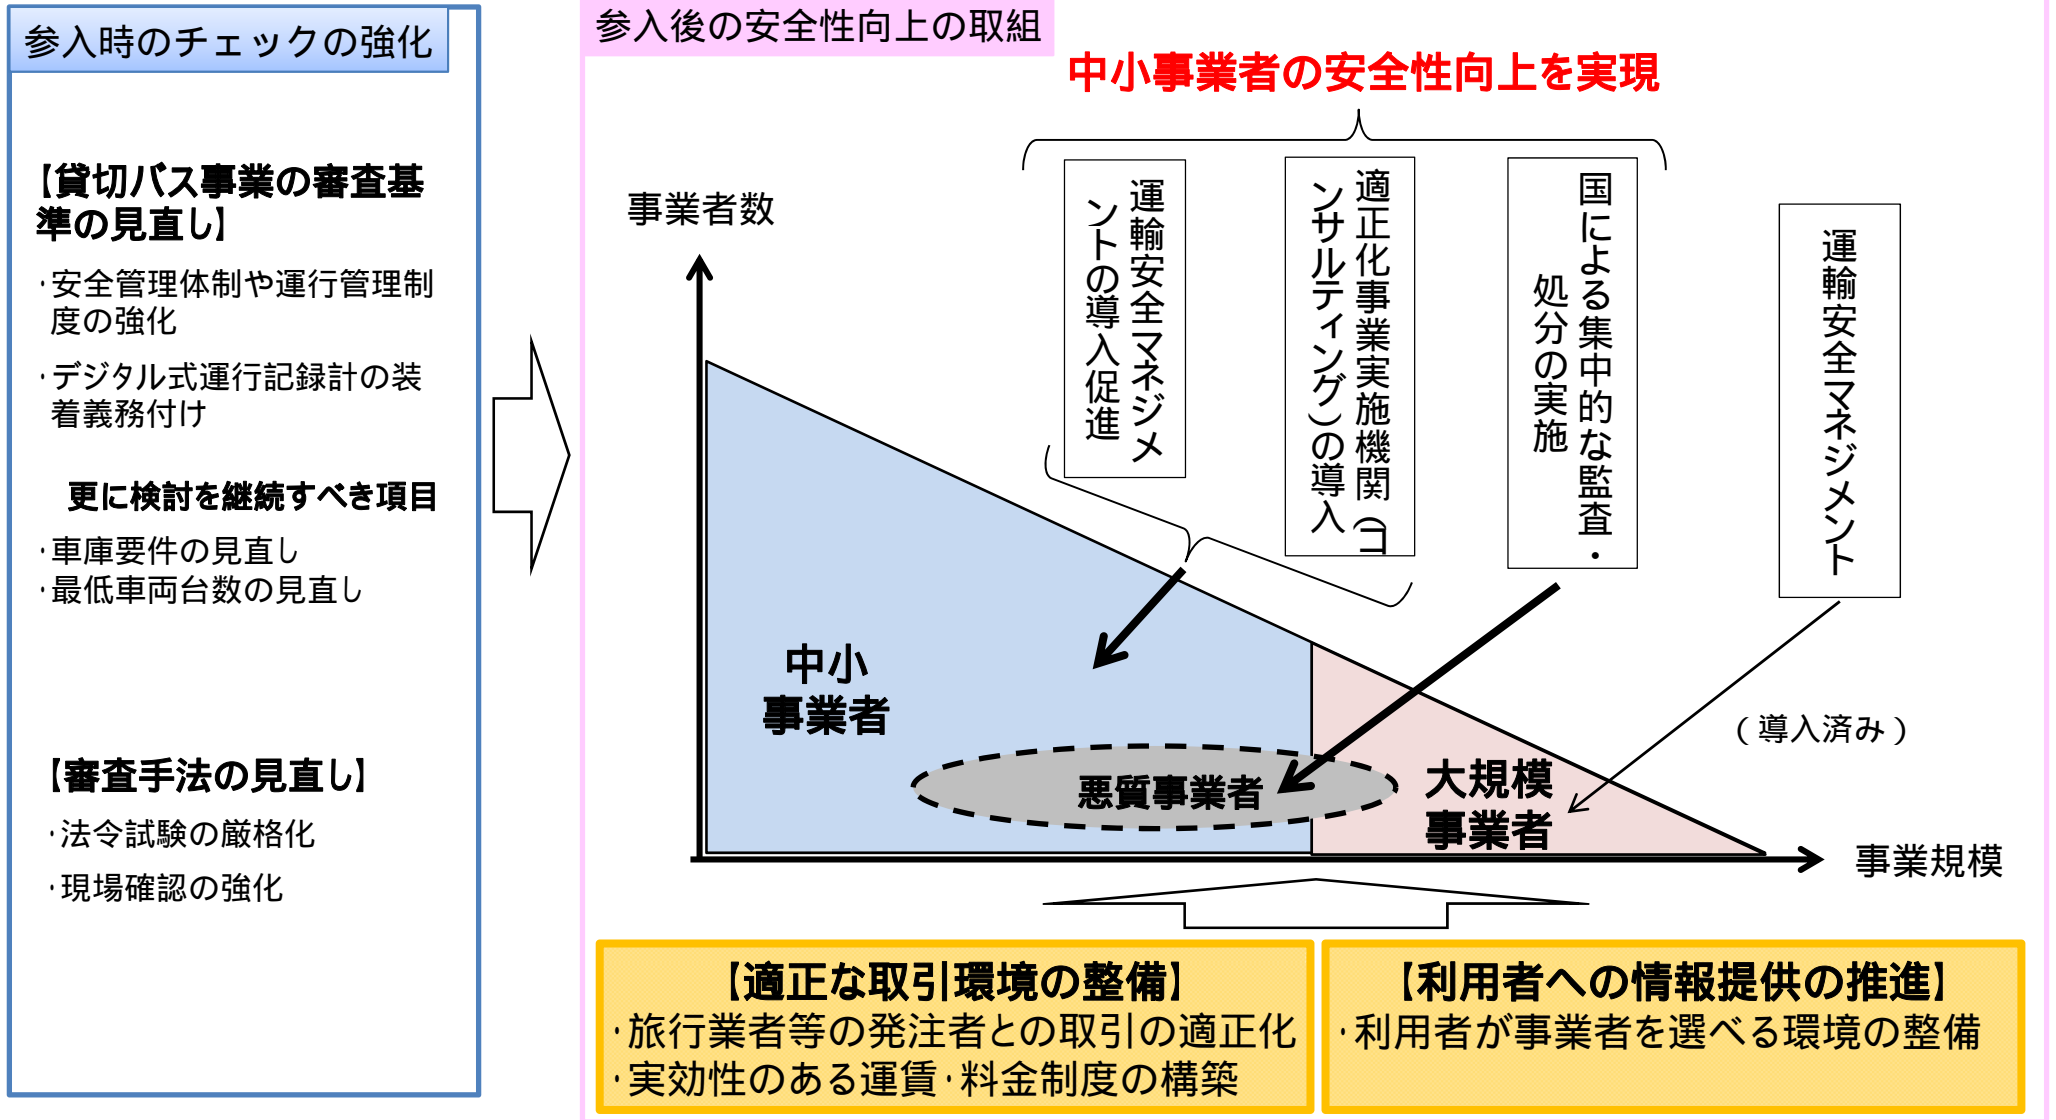 参入時のチェックの強化
【貸切バス事業の審査基
準の見直し】
・安全管理体制や運行管理制
度の強化
・デジタル式運行記録計の装
着義務付け
更に検討を継続すべき項目
・車庫要件の見直し
・最低車両台数の見直し
【審査手法の見直し】
・法令試験の厳格化
・現場確認の強化
参入後の安全性向上の取組
中小事業者の安全性向上を実現
事業者数
運輸安全マネジメ
ントの導入促進
適正化事業実施機関（コ
ンサルティング）の導入
国による集中的な監査・
処分の実施
運輸安全マネジメント
（導入済み）
中小
事業者
悪質事業者
大規模
事業者
事業規模
【適正な取引環境の整備】
・旅行業者等の発注者との取引の適正化
・実効性のある運賃・料金制度の構築
【利用者への情報提供の推進】
・利用者が事業者を選べる環境の整備